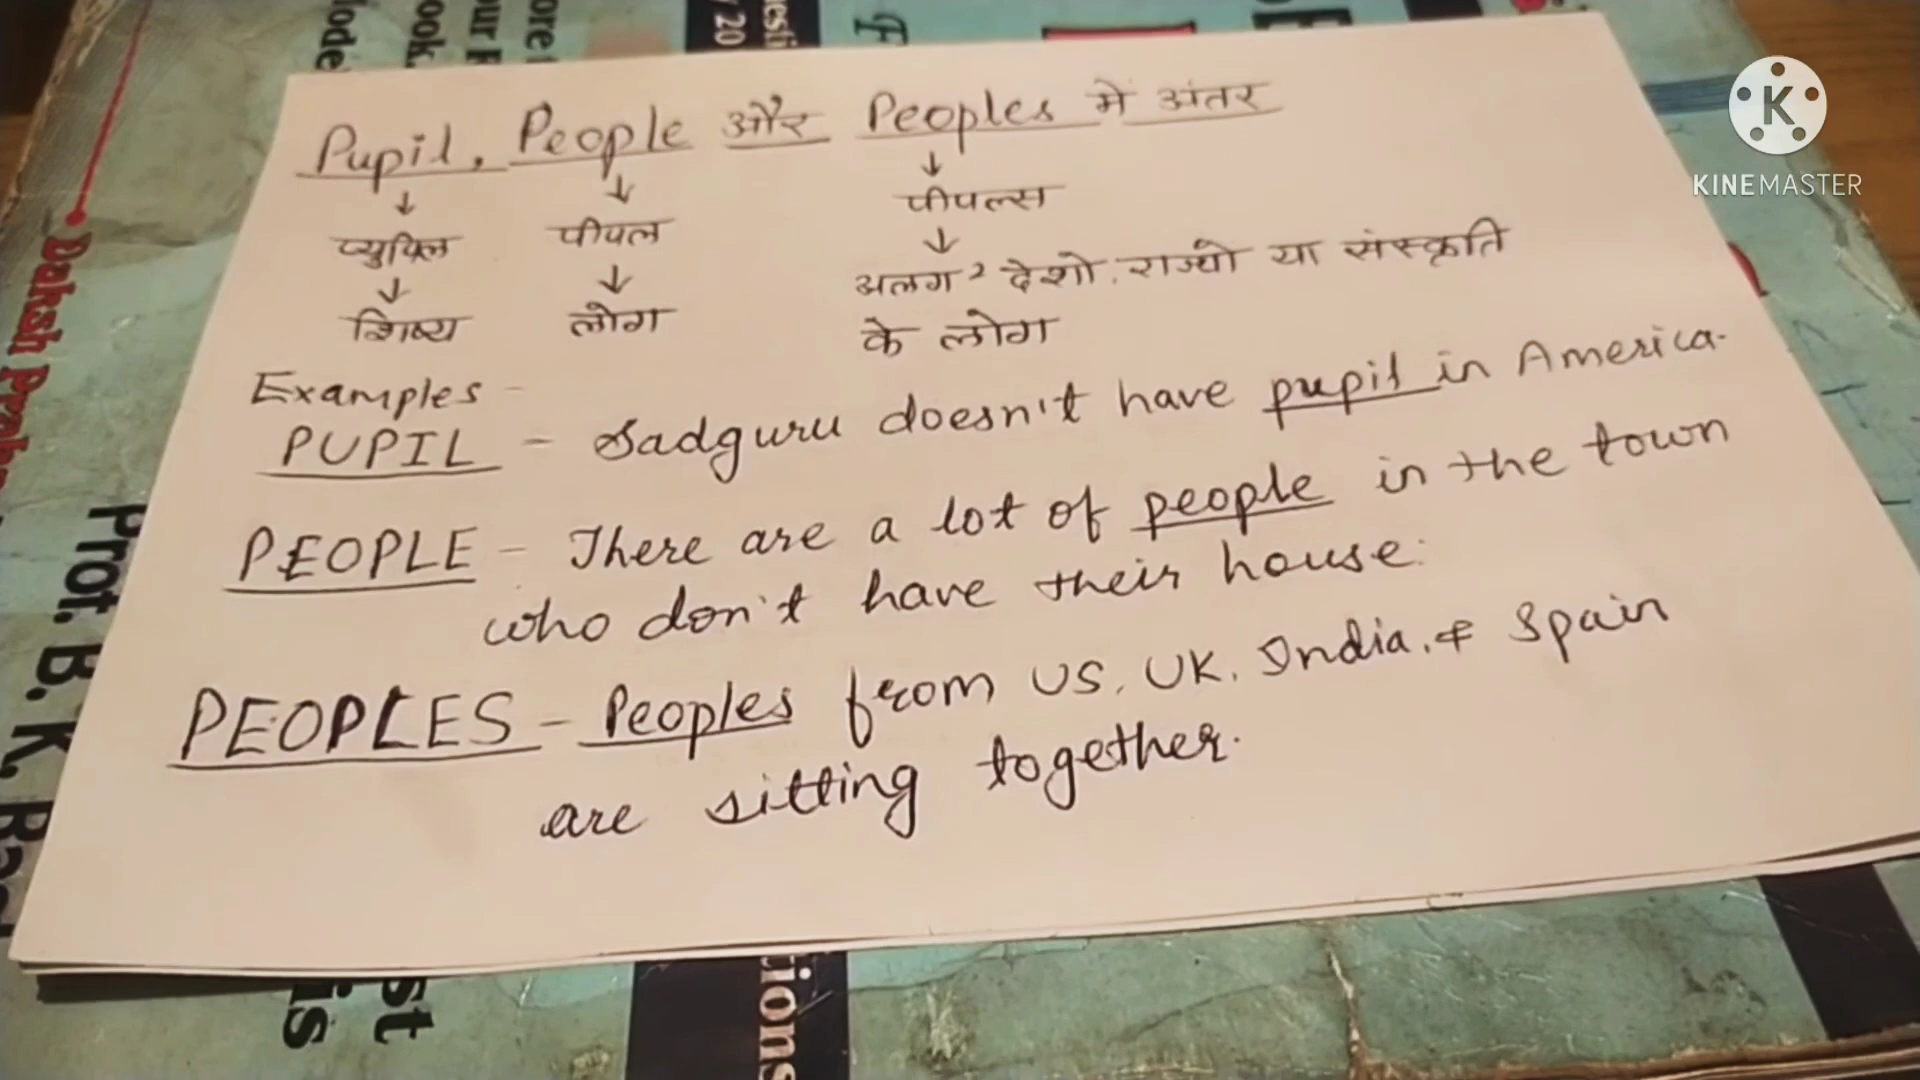 Pupil, People और Peoples में अंतर
↓ ↓ ↓
प्युपिल पीपल पीपल्स
↓ ↓ ↓
शिष्य लोग अलग² देशो, राज्यो या संस्कृति
के लोग
Examples -
PUPIL - Sadguru doesn't have pupil in America.
PEOPLE - There are a lot of people in the town
who don't have their house.
PEOPLES - Peoples from US, UK, India, & Spain
are sitting together.
K
KINEMASTER
Prof. B. K.
tions